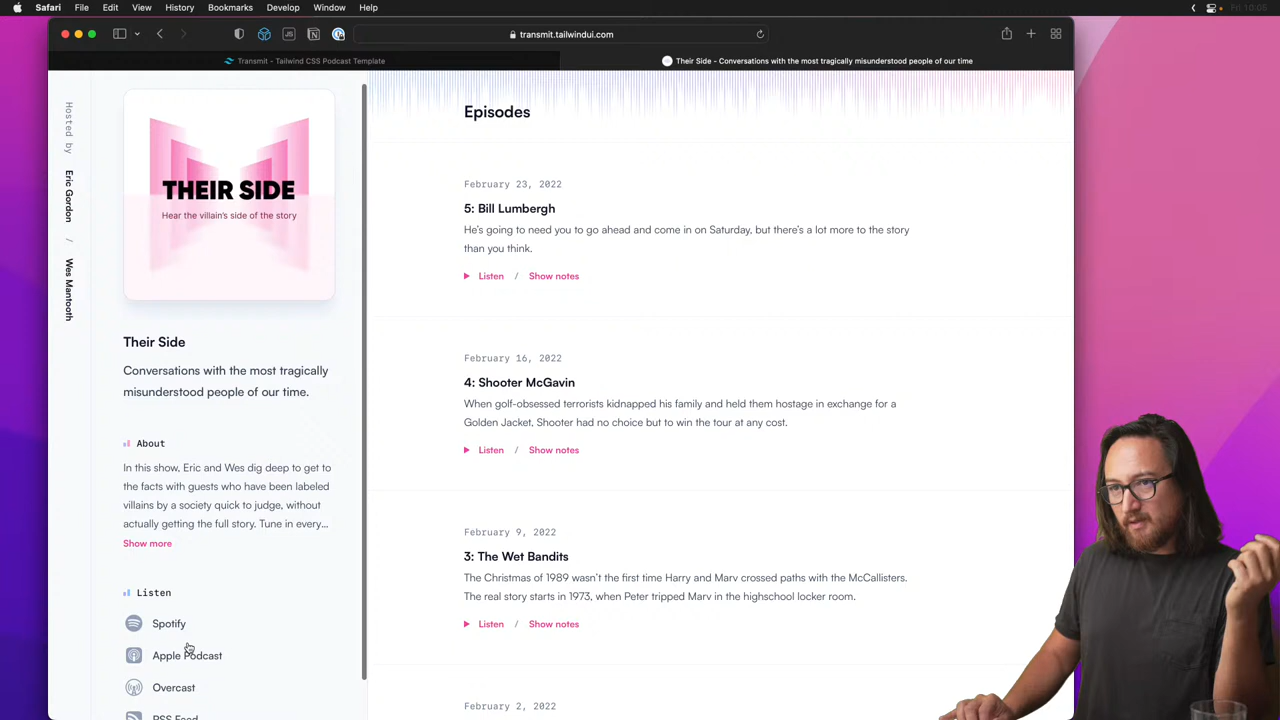 Safari File Edit View History Bookmarks Develop Window Help
Fri 10:05
transmit.tailwindui.com
Transmit - Tailwind CSS Podcast Template
Their Side - Conversations with the most tragically misunderstood people of our time
Hosted by Eric Gordon / Wes Mantooth
THEIR SIDE
Hear the villain's side of the story
Their Side
Conversations with the most tragically
misunderstood people of our time.
About
In this show, Eric and Wes dig deep to get to
the facts with guests who have been labeled
villains by a society quick to judge, without
actually getting the full story. Tune in every…
Show more
Listen
Spotify
Apple Podcast
Overcast
RSS Feed
Episodes
February 23, 2022
5: Bill Lumbergh
He’s going to need you to go ahead and come in on Saturday, but there’s a lot more to the story
than you think.
Listen / Show notes
February 16, 2022
4: Shooter McGavin
When golf-obsessed terrorists kidnapped his family and held them hostage in exchange for a
Golden Jacket, Shooter had no choice but to win the tour at any cost.
Listen / Show notes
February 9, 2022
3: The Wet Bandits
The Christmas of 1989 wasn’t the first time Harry and Marv crossed paths with the McCallisters.
The real story starts in 1973, when Peter tripped Marv in the highschool locker room.
Listen / Show notes
February 2, 2022